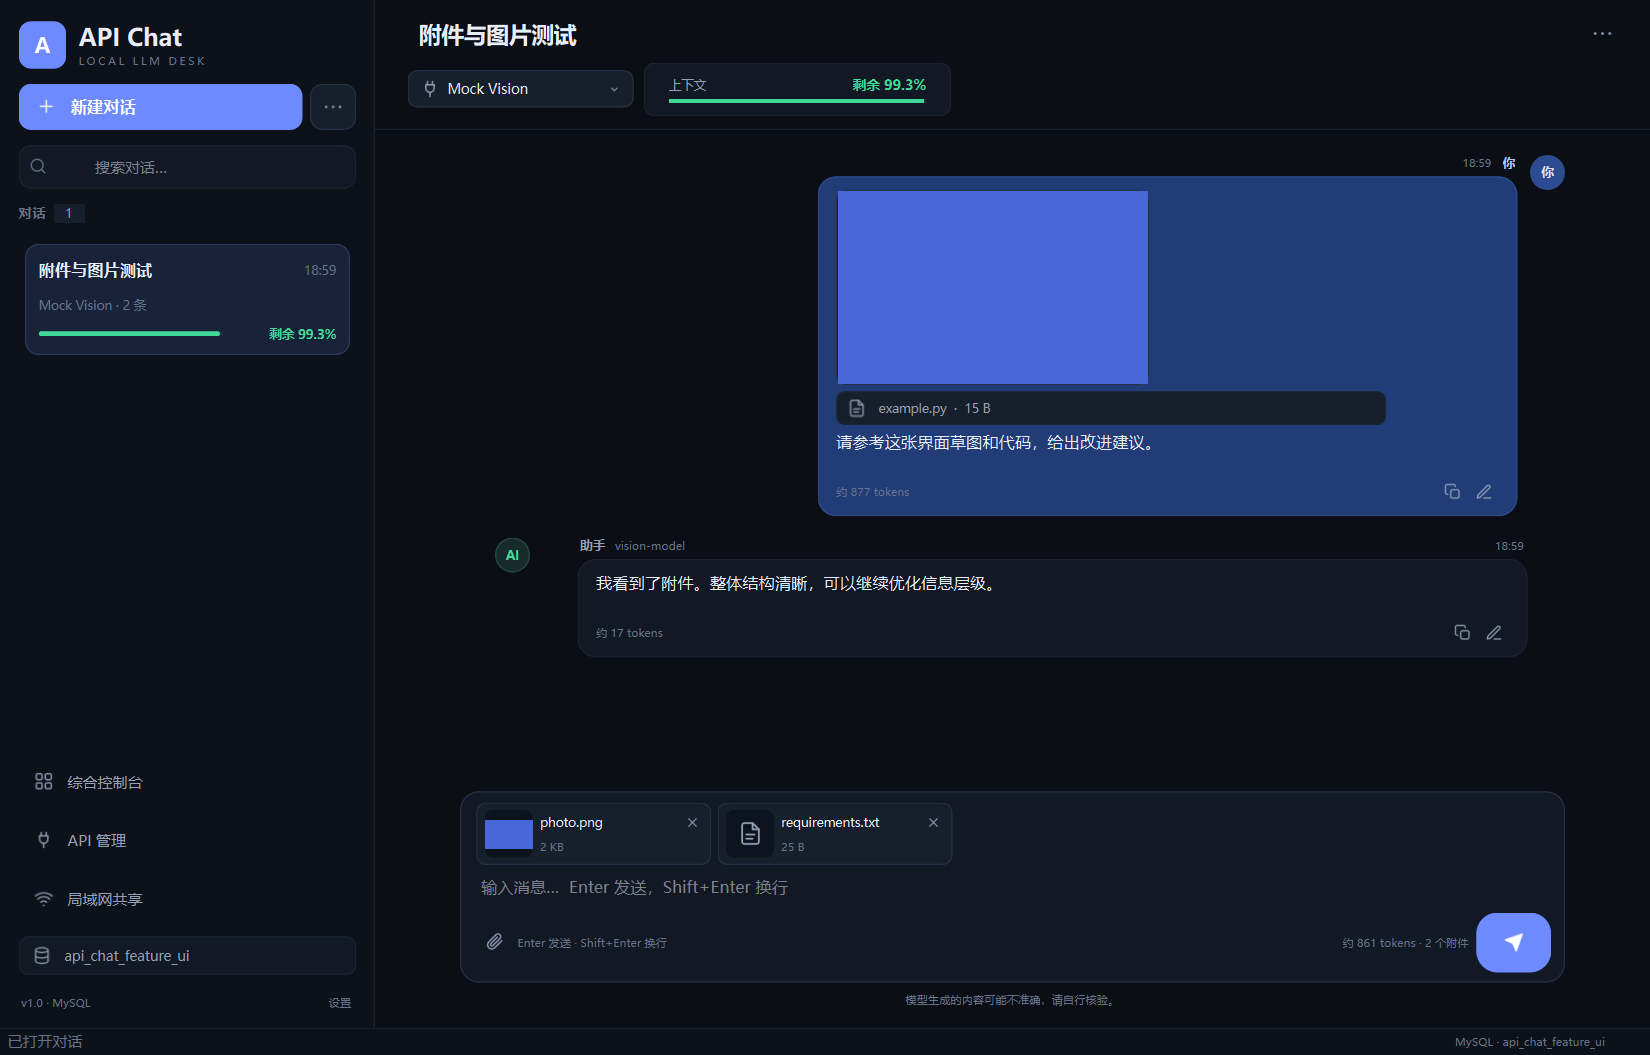 A
API Chat
LOCAL LLM DESK
新建对话
搜索对话...
对话 1
附件与图片测试 18:59
Mock Vision · 2 条
剩余 99.3%
综合控制台
API 管理
局域网共享
api_chat_feature_ui
v1.0 · MySQL 设置
已打开对话
附件与图片测试
Mock Vision
上下文 剩余 99.3%
18:59 你
你
example.py · 15 B
请参考这张界面草图和代码，给出改进建议。
约 877 tokens
AI
助手 vision-model 18:59
我看到了附件。整体结构清晰，可以继续优化信息层级。
约 17 tokens
photo.png
2 KB
requirements.txt
25 B
输入消息... Enter 发送，Shift+Enter 换行
Enter 发送 · Shift+Enter 换行
约 861 tokens · 2 个附件
模型生成的内容可能不准确，请自行核验。
MySQL · api_chat_feature_ui